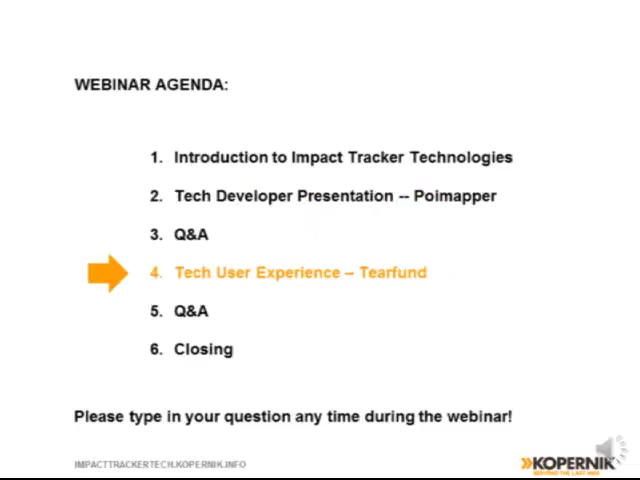 WEBINAR AGENDA:
1. Introduction to Impact Tracker Technologies
2. Tech Developer Presentation -- Poimapper
3. Q&A
4. Tech User Experience – Tearfund
5. Q&A
6. Closing
Please type in your question any time during the webinar!
IMPACTTRACKERTECH.KOPERNIK.INFO
KOPERNIK
SERVING THE LAST MILE